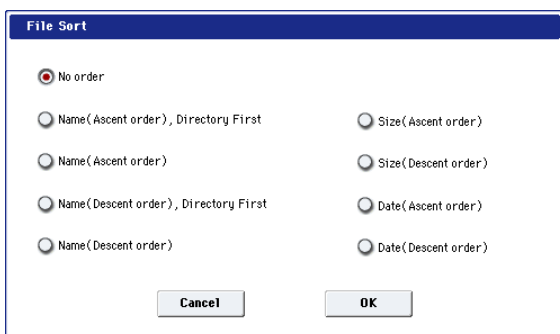 File Sort
No order
Name(Ascent order), Directory First
Size(Ascent order)
Name(Ascent order)
Size(Descent order)
Name(Descent order), Directory First
Date(Ascent order)
Name(Descent order)
Date(Descent order)
Cancel
OK